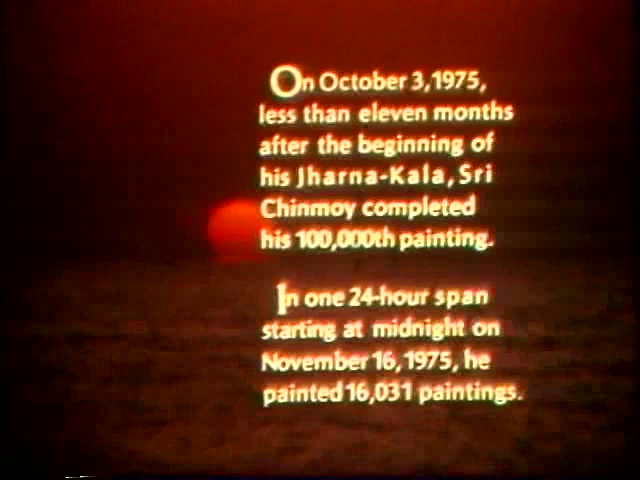 On October 3, 1975,
less than eleven months
after the beginning of
his Jharna-Kala, Sri
Chinmoy completed
his 100,000th painting.
In one 24-hour span
starting at midnight on
November 16, 1975, he
painted 16,031 paintings.